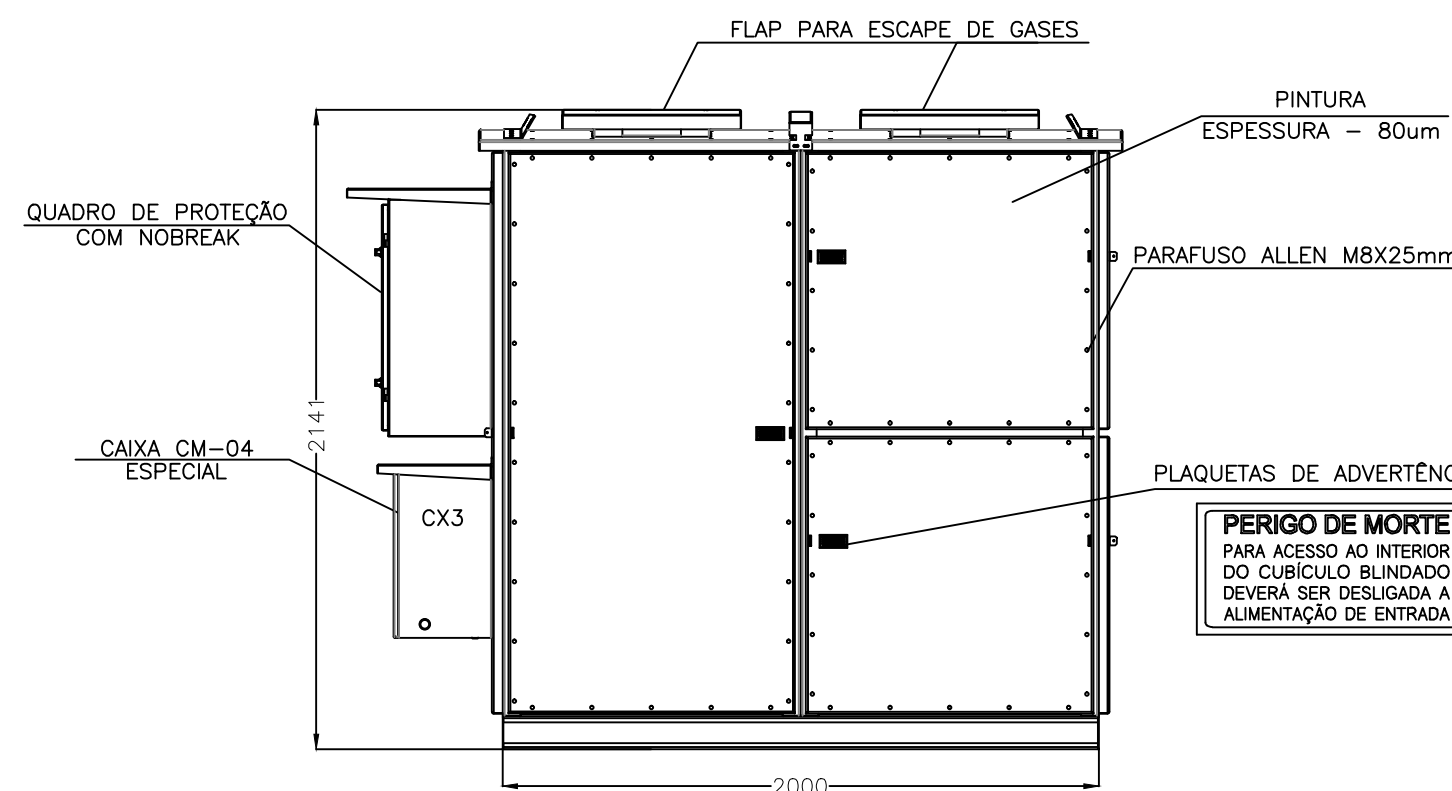 FLAP PARA ESCAPE DE GASES
PINTURA
ESPESSURA - 80um
QUADRO DE PROTEÇÃO
COM NOBREAK
PARAFUSO ALLEN M8X25mm
2141
CAIXA CM-04
ESPECIAL
CX3
PLAQUETAS DE ADVERTÊNC
PERIGO DE MORTE
PARA ACESSO AO INTERIOR
DO CUBÍCULO BLINDADO
DEVERÁ SER DESLIGADA A
ALIMENTAÇÃO DE ENTRADA
2000